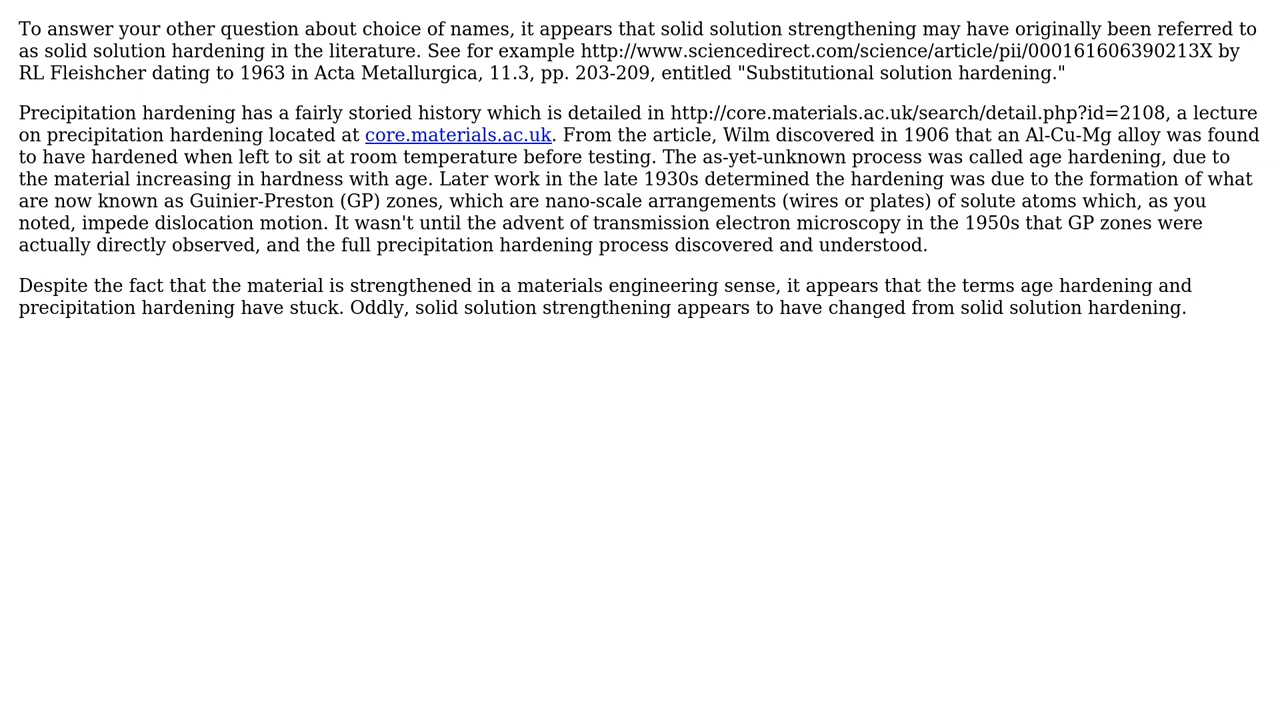 To answer your other question about choice of names, it appears that solid solution strengthening may have originally been referred to
as solid solution hardening in the literature. See for example http://www.sciencedirect.com/science/article/pii/000161606390213X by
RL Fleishcher dating to 1963 in Acta Metallurgica, 11.3, pp. 203-209, entitled "Substitutional solution hardening."
Precipitation hardening has a fairly storied history which is detailed in http://core.materials.ac.uk/search/detail.php?id=2108, a lecture
on precipitation hardening located at core.materials.ac.uk. From the article, Wilm discovered in 1906 that an Al-Cu-Mg alloy was found
to have hardened when left to sit at room temperature before testing. The as-yet-unknown process was called age hardening, due to
the material increasing in hardness with age. Later work in the late 1930s determined the hardening was due to the formation of what
are now known as Guinier-Preston (GP) zones, which are nano-scale arrangements (wires or plates) of solute atoms which, as you
noted, impede dislocation motion. It wasn't until the advent of transmission electron microscopy in the 1950s that GP zones were
actually directly observed, and the full precipitation hardening process discovered and understood.
Despite the fact that the material is strengthened in a materials engineering sense, it appears that the terms age hardening and
precipitation hardening have stuck. Oddly, solid solution strengthening appears to have changed from solid solution hardening.